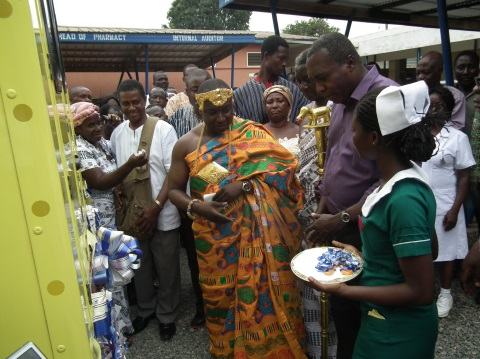 HEAD OF PHARMACY
INTERNAL AUDITOR